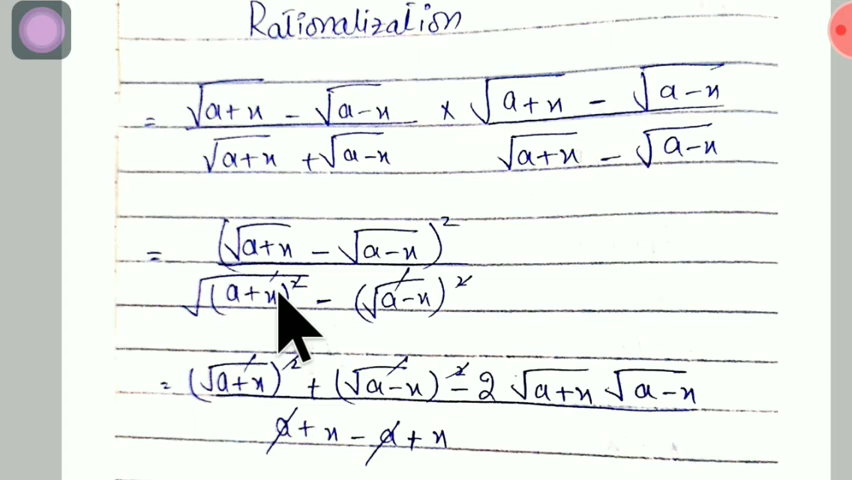 Rationalization
= (√(a+x) - √(a-x)) / (√(a+x) + √(a-x)) × (√(a+x) - √(a-x)) / (√(a+x) - √(a-x))
= (√(a+x) - √(a-x))² / (√(a+x)² - (√(a-x))²)
= ((√(a+x))² + (√(a-x))² - 2 √(a+x) √(a-x)) / (a + x - a + x)